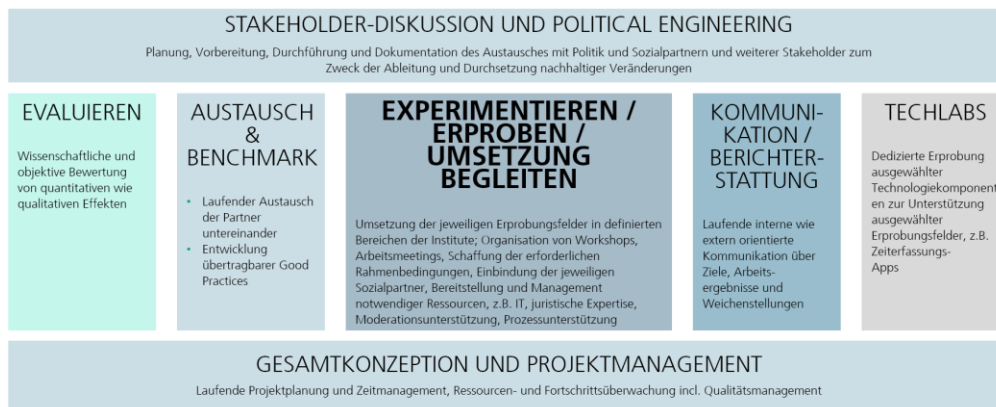 STAKEHOLDER-DISKUSSION UND POLITICAL ENGINEERING
Planung, Vorbereitung, Durchführung und Dokumentation des Austausches mit Politik und Sozialpartnern und weiterer Stakeholder zum
Zweck der Ableitung und Durchsetzung nachhaltiger Veränderungen
EVALUIEREN
Wissenschaftliche und
objektive Bewertung
von quantitativen wie
qualitativen Effekten
AUSTAUSCH
&
BENCHMARK
• Laufender Austausch
der Partner
untereinander
• Entwicklung
übertragbarer Good
Practices
EXPERIMENTIEREN /
ERPROBEN /
UMSETZUNG
BEGLEITEN
Umsetzung der jeweiligen Erprobungsfelder in definierten
Bereichen der Institute; Organisation von Workshops,
Arbeitsmeetings, Schaffung der erforderlichen
Rahmenbedingungen, Einbindung der jeweiligen
Sozialpartner, Bereitstellung und Management
notwendiger Ressourcen, z.B. IT, juristische Expertise,
Moderationsunterstützung, Prozessunterstützung
KOMMUNI-
KATION /
BERICHTER-
STATTUNG
Laufende interne wie
extern orientierte
Kommunikation über
Ziele, Arbeits-
ergebnisse und
Weichenstellungen
TECHLABS
Dedizierte Erprobung
ausgewählter
Technologiekomponent
en zur Unterstützung
ausgewählter
Erprobungsfelder, z.B.
Zeiterfassungs-
Apps
GESAMTKONZEPTION UND PROJEKTMANAGEMENT
Laufende Projektplanung und Zeitmanagement, Ressourcen- und Fortschrittsüberwachung incl. Qualitätsmanagement